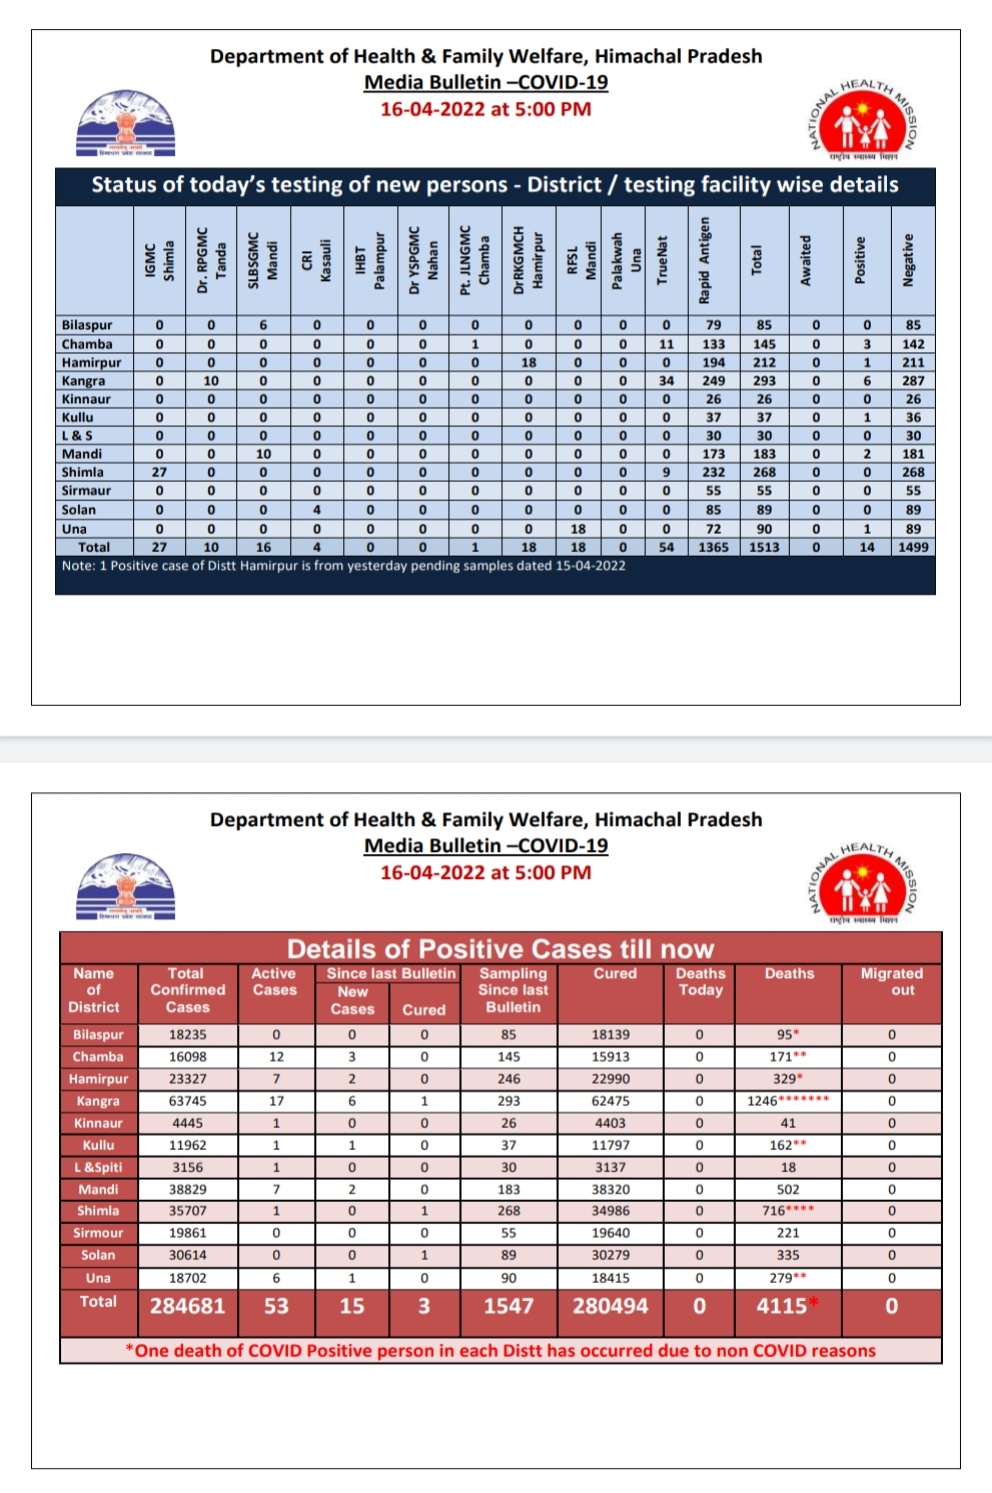 Department of Health & Family Welfare, Himachal Pradesh
Media Bulletin –COVID-19
16-04-2022 at 5:00 PM
NATIONAL HEALTH MISSION
राष्ट्रीय स्वास्थ्य मिशन
Status of today's testing of new persons - District / testing facility wise details
IGMC Shimla Dr. RPGMC Tanda SLBSGMC Mandi CRI Kasauli IHBT Palampur Dr YSPGMC Nahan Pt. JLNGMC Chamba DrRKGMCH Hamirpur RFSL Mandi Palakwah Una TrueNat Rapid Antigen Total Awaited Positive Negative
Bilaspur 0 0 6 0 0 0 0 0 0 0 0 79 85 0 0 85
Chamba 0 0 0 0 0 0 1 0 0 0 11 133 145 0 3 142
Hamirpur 0 0 0 0 0 0 0 18 0 0 0 194 212 0 1 211
Kangra 0 10 0 0 0 0 0 0 0 0 34 249 293 0 6 287
Kinnaur 0 0 0 0 0 0 0 0 0 0 0 26 26 0 0 26
Kullu 0 0 0 0 0 0 0 0 0 0 0 37 37 0 1 36
L & S 0 0 0 0 0 0 0 0 0 0 0 30 30 0 0 30
Mandi 0 0 10 0 0 0 0 0 0 0 0 173 183 0 2 181
Shimla 27 0 0 0 0 0 0 0 0 0 9 232 268 0 0 268
Sirmaur 0 0 0 0 0 0 0 0 0 0 0 55 55 0 0 55
Solan 0 0 0 4 0 0 0 0 0 0 0 85 89 0 0 89
Una 0 0 0 0 0 0 0 0 18 0 0 72 90 0 1 89
Total 27 10 16 4 0 0 1 18 18 0 54 1365 1513 0 14 1499
Note: 1 Positive case of Distt Hamirpur is from yesterday pending samples dated 15-04-2022
Department of Health & Family Welfare, Himachal Pradesh
Media Bulletin –COVID-19
16-04-2022 at 5:00 PM
NATIONAL HEALTH MISSION
राष्ट्रीय स्वास्थ्य मिशन
Details of Positive Cases till now
Name of District Total Confirmed Cases Active Cases Since last Bulletin New Cases Cured Sampling Since last Bulletin Cured Deaths Today Deaths Migrated out
Bilaspur 18235 0 0 0 85 18139 0 95* 0
Chamba 16098 12 3 0 145 15913 0 171** 0
Hamirpur 23327 7 2 0 246 22990 0 329* 0
Kangra 63745 17 6 1 293 62475 0 1246******* 0
Kinnaur 4445 1 0 0 26 4403 0 41 0
Kullu 11962 1 1 0 37 11797 0 162** 0
L &Spiti 3156 1 0 0 30 3137 0 18 0
Mandi 38829 7 2 0 183 38320 0 502 0
Shimla 35707 1 0 1 268 34986 0 716**** 0
Sirmour 19861 0 0 0 55 19640 0 221 0
Solan 30614 0 0 1 89 30279 0 335 0
Una 18702 6 1 0 90 18415 0 279** 0
Total 284681 53 15 3 1547 280494 0 4115* 0
*One death of COVID Positive person in each Distt has occurred due to non COVID reasons